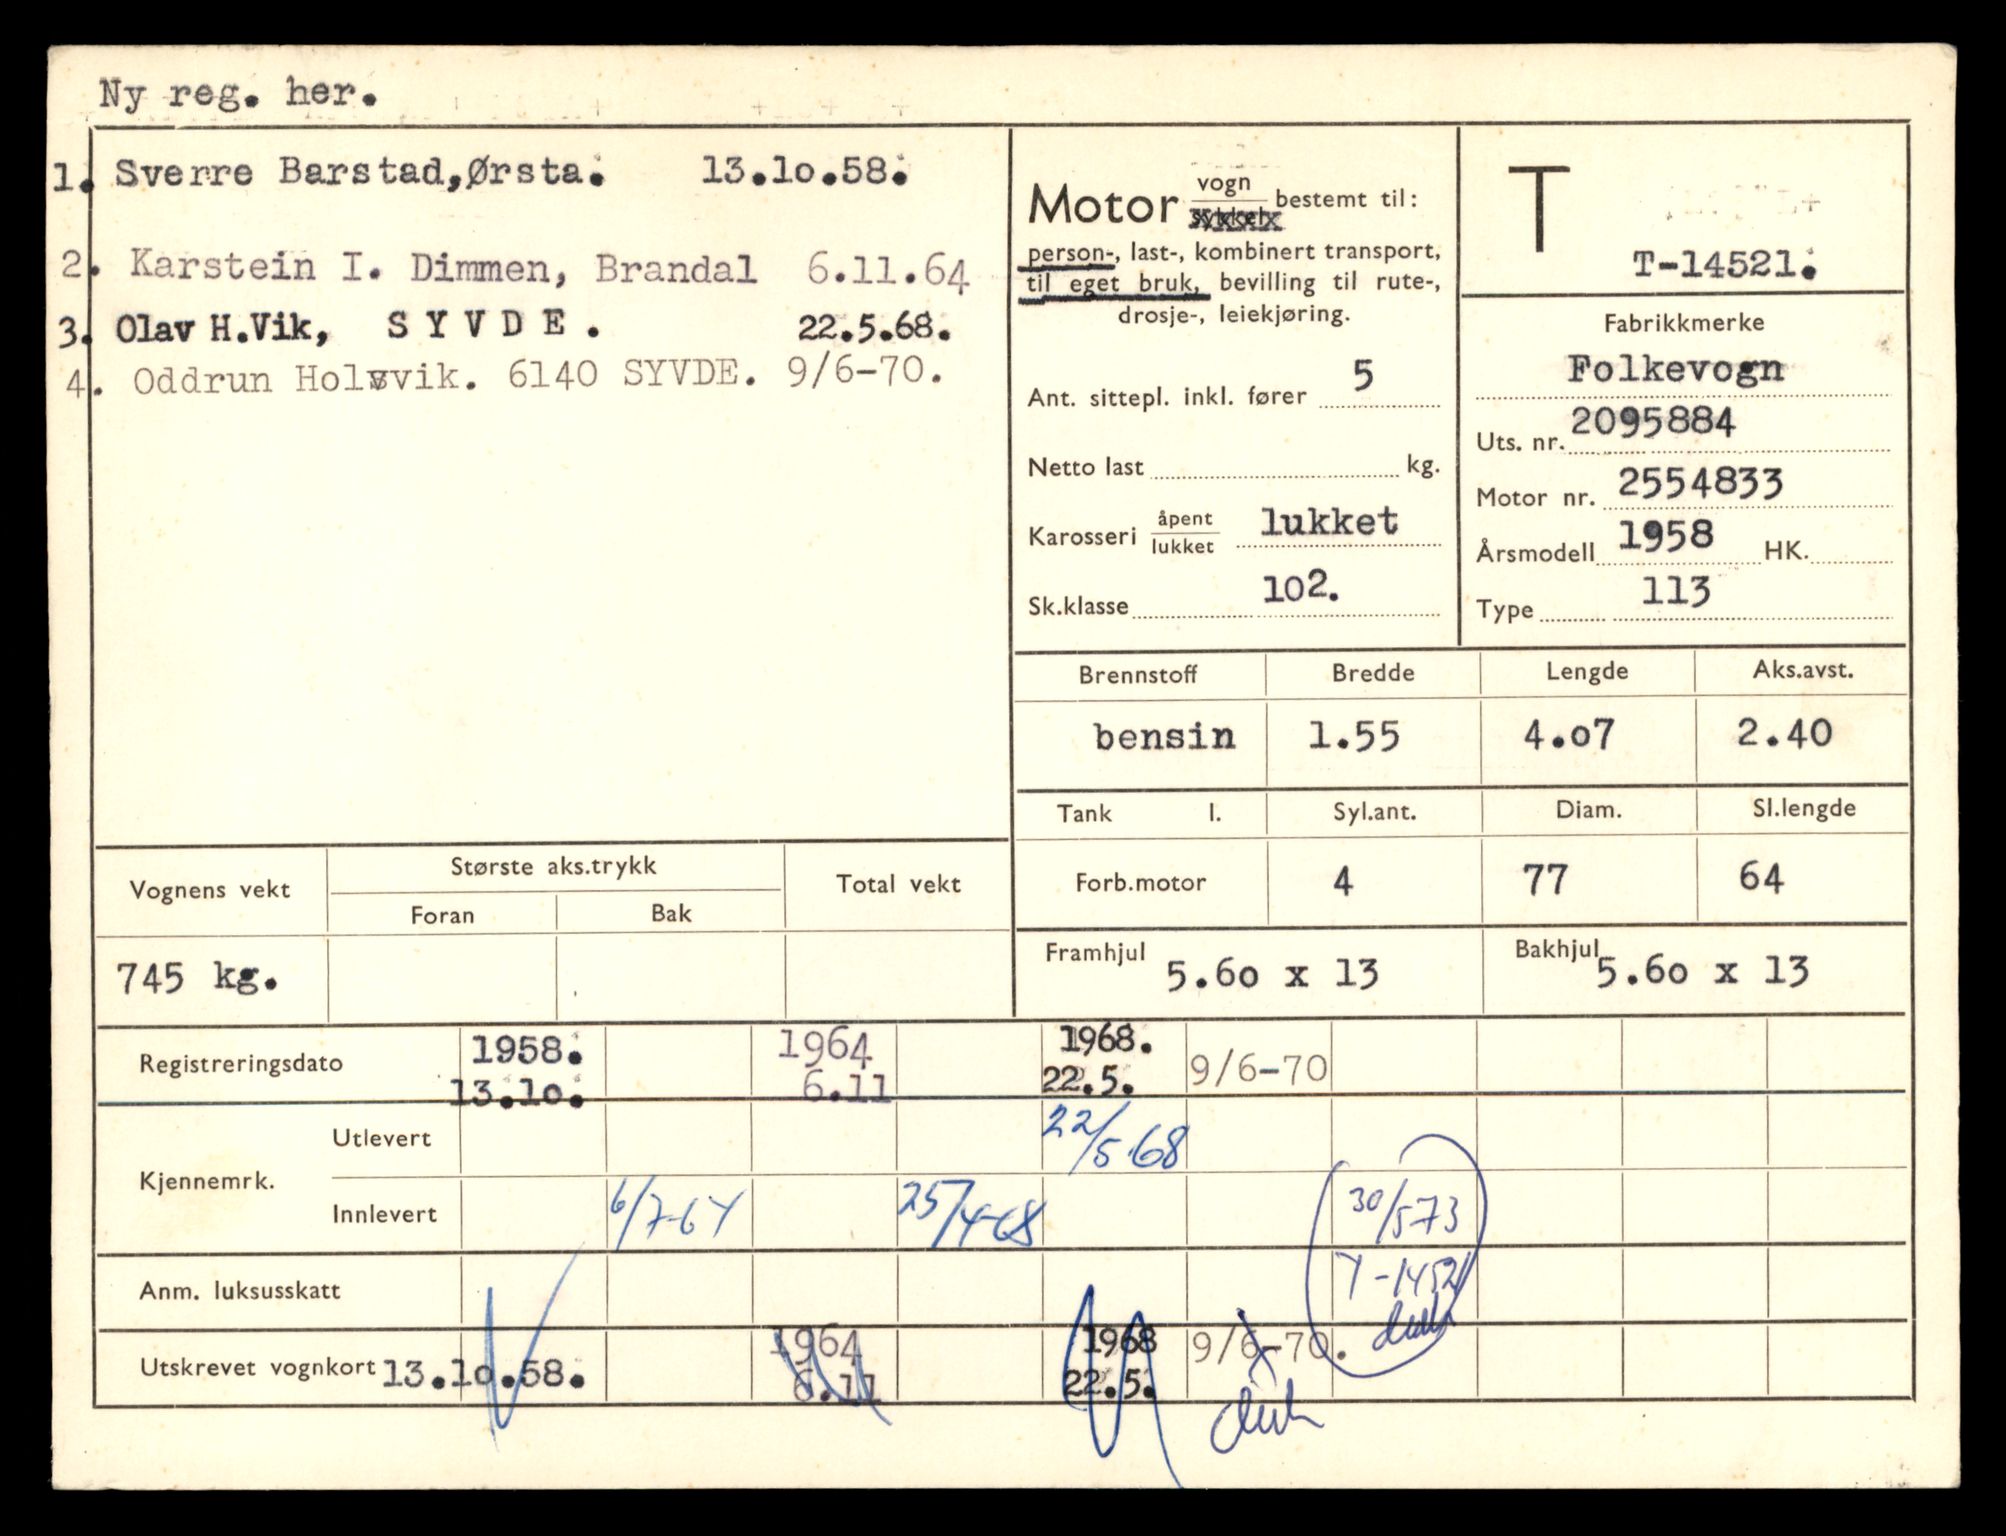 Ny reg. her.
1. Sverre Barstad,Ørsta. 13.10.58.
2. Karstein I. Dimmen, Brandal 6.11.64
3. Olav H.Vik, SYVDE. 22.5.68.
4. Oddrun Holsvik. 6140 SYVDE. 9/6-70.
Motor vogn sykkel bestemt til:
person-, last-, kombinert transport,
til eget bruk, bevilling til rute-,
drosje-, leiekjøring.
Ant. sittepl. inkl. fører 5
Netto last kg.
Karosseri åpent lukket lukket
Sk.klasse 102.
T
T-14521.
Fabrikkmerke
Folkevogn
Uts. nr. 2095884
Motor nr. 2554833
Årsmodell 1958 HK.
Type 113
Brennstoff Bredde Lengde Aks.avst.
bensin 1.55 4.07 2.40
Tank l. Syl.ant. Diam. Sl.lengde
Forb.motor 4 77 64
Framhjul 5.60 x 13 Bakhjul 5.60 x 13
Vognens vekt Største aks.trykk Total vekt
Foran Bak
745 kg.
Registreringsdato 1958. 13.10. 1964 6.11 1968. 22.5. 9/6-70
Kjennemrk. Utlevert 22/5.68
Innlevert 6/7-64 25/4-68 30/5-73
Anm. luksusskatt T-14521
Utskrevet vognkort 13.10.58. 1964 6.11 1968 22.5. 9/6-70.